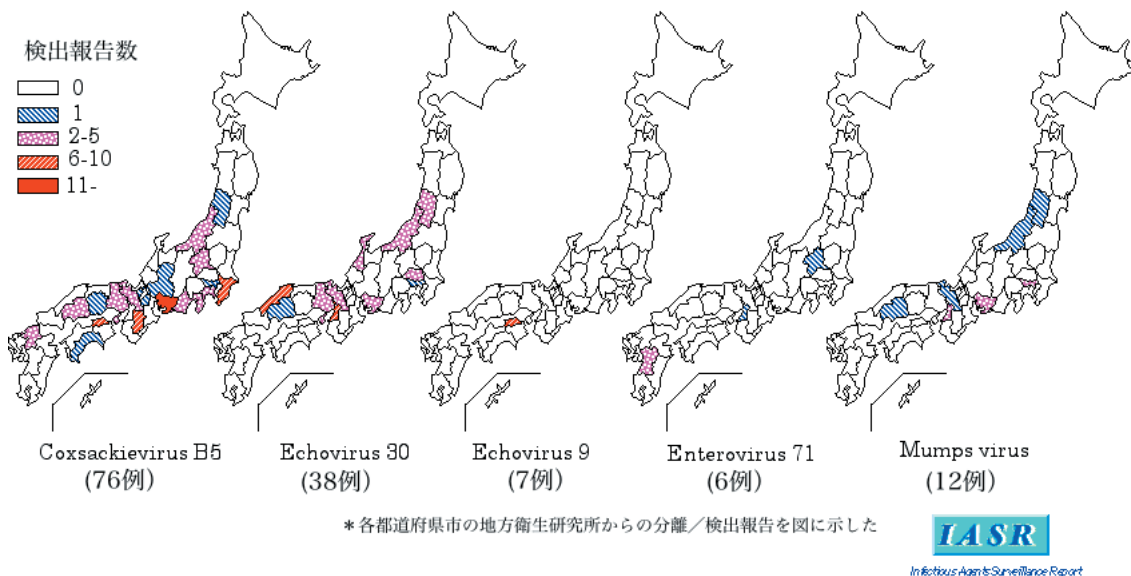 検出報告数
0
1
2-5
6-10
11-
Coxsackievirus B5
(76例)
Echovirus 30
(38例)
Echovirus 9
(7例)
Enterovirus 71
(6例)
Mumps virus
(12例)
*各都道府県市の地方衛生研究所からの分離/検出報告を図に示した
IASR
Infectious Agents Surveillance Report